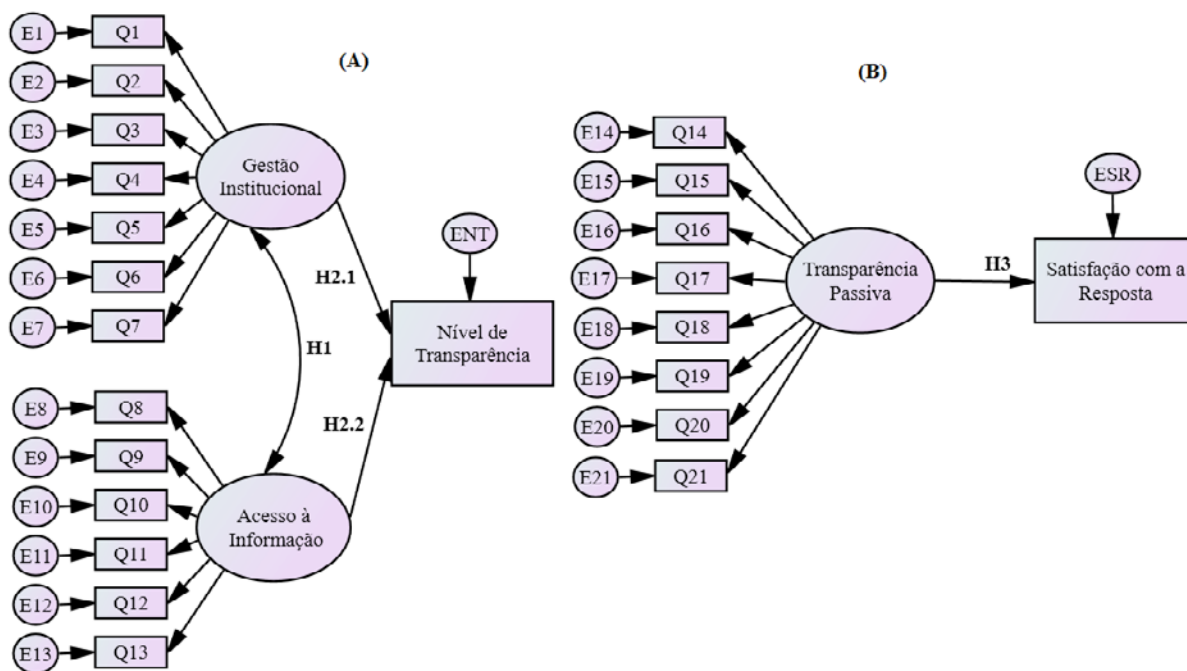 (A)
E1 Q1
E2 Q2
E3 Q3
E4 Q4
E5 Q5
E6 Q6
E7 Q7
Gestão
Institucional
H2.1
ENT
Nível de
Transparência
H1
H2.2
E8 Q8
E9 Q9
E10 Q10
E11 Q11
E12 Q12
E13 Q13
Acesso à
Informação
(B)
E14 Q14
E15 Q15
E16 Q16
E17 Q17
E18 Q18
E19 Q19
E20 Q20
E21 Q21
Transparência
Passiva
H3
ESR
Satisfação com a
Resposta